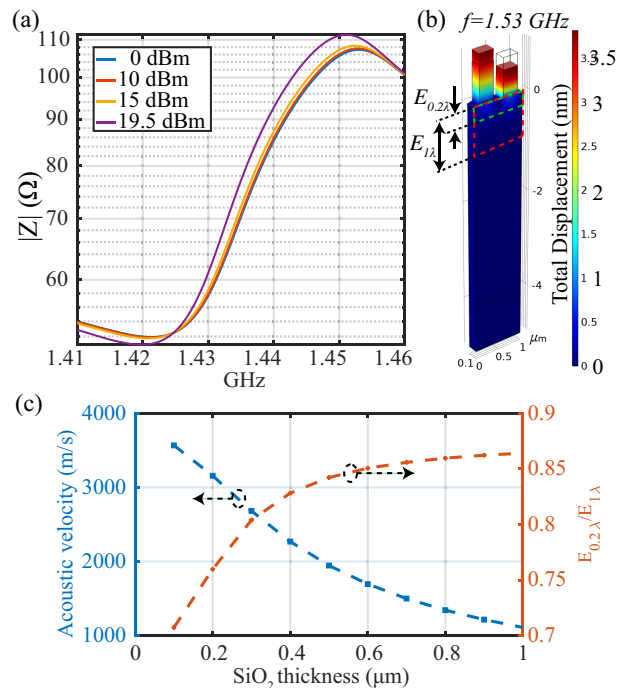 (a)
|Z| (Ω)
110
100
90
80
70
60
0 dBm
10 dBm
15 dBm
19.5 dBm
1.41 1.42 1.43 1.44 1.45 1.46
GHz
(b)
f=1.53 GHz
E0.2λ
E1λ
0
-2
-4
μm
1
0.5
0
0.1
Total Displacement (nm)
3.5
3
2.5
2
1.5
1
0.5
0 0
(c)
Acoustic velocity (m/s)
4000
3000
2000
1000
0 0.2 0.4 0.6 0.8 1
SiO2 thickness (μm)
0.9
0.85
0.8
0.75
0.7
E0.2 λ/E1 λ